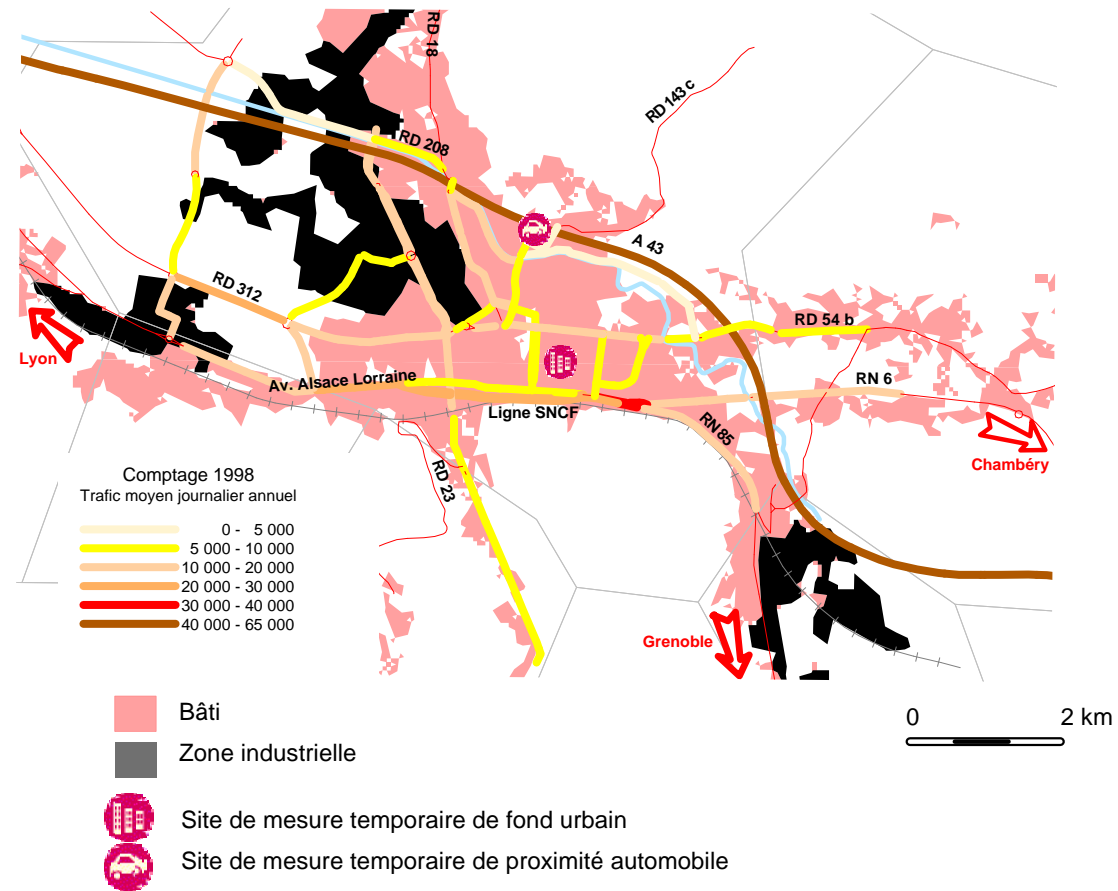 RD 18
RD 143 c
RD 208
A 43
RD 312
RD 54 b
Lyon
RN 6
Av. Alsace Lorraine
Ligne SNCF
RN 85
RD 23
Chambéry
Grenoble
Comptage 1998
Trafic moyen journalier annuel
0 - 5 000
5 000 - 10 000
10 000 - 20 000
20 000 - 30 000
30 000 - 40 000
40 000 - 65 000
Bâti
Zone industrielle
0 2 km
Site de mesure temporaire de fond urbain
Site de mesure temporaire de proximité automobile